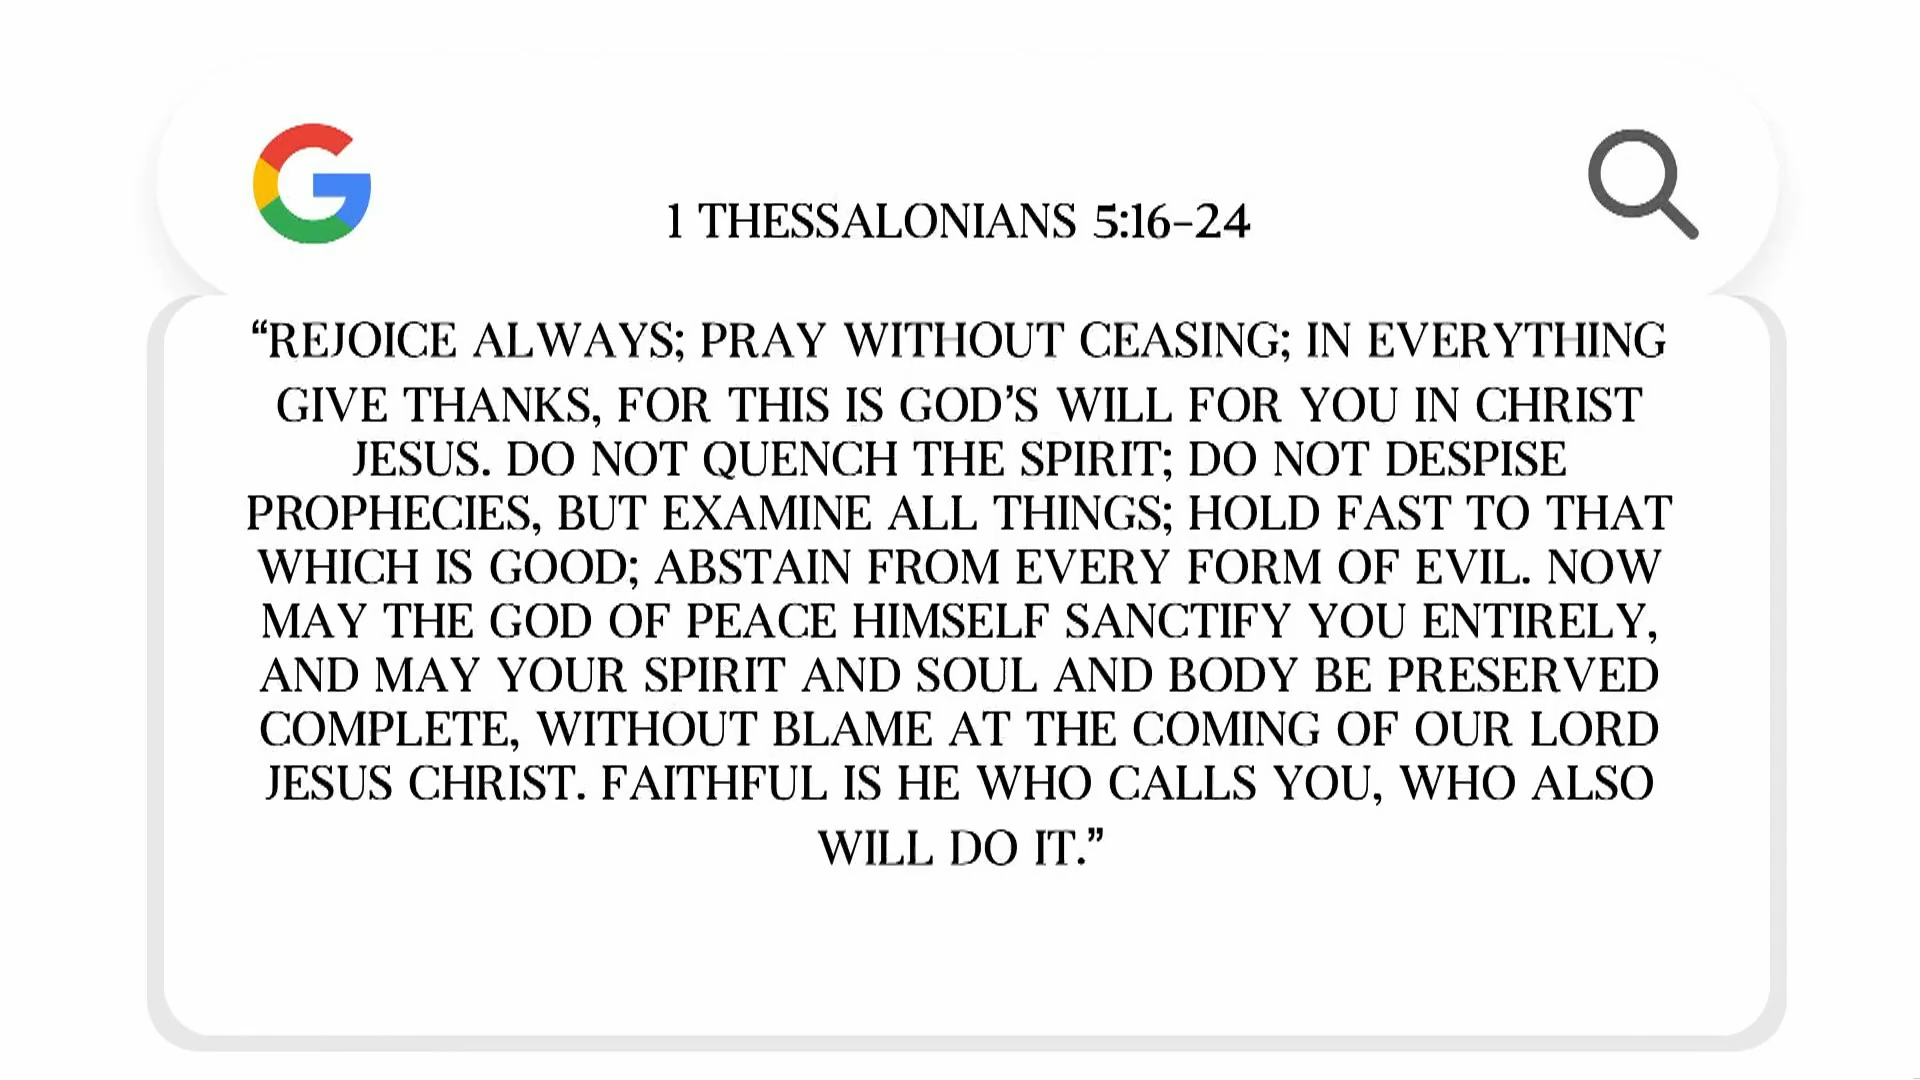 1 THESSALONIANS 5:16-24
“REJOICE ALWAYS; PRAY WITHOUT CEASING; IN EVERYTHING
GIVE THANKS, FOR THIS IS GOD’S WILL FOR YOU IN CHRIST
JESUS. DO NOT QUENCH THE SPIRIT; DO NOT DESPISE
PROPHECIES, BUT EXAMINE ALL THINGS; HOLD FAST TO THAT
WHICH IS GOOD; ABSTAIN FROM EVERY FORM OF EVIL. NOW
MAY THE GOD OF PEACE HIMSELF SANCTIFY YOU ENTIRELY,
AND MAY YOUR SPIRIT AND SOUL AND BODY BE PRESERVED
COMPLETE, WITHOUT BLAME AT THE COMING OF OUR LORD
JESUS CHRIST. FAITHFUL IS HE WHO CALLS YOU, WHO ALSO
WILL DO IT.”